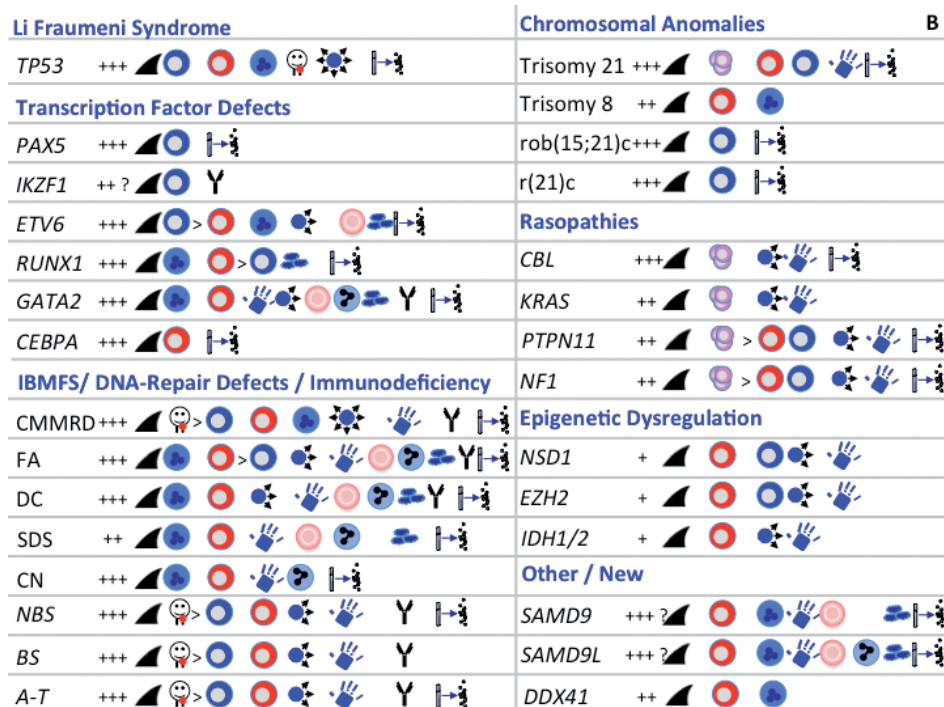 Li Fraumeni Syndrome
TP53 +++
Transcription Factor Defects
PAX5 +++
IKZF1 ++ ?
ETV6 +++ >
RUNX1 +++ >
GATA2 +++
CEBPA +++
IBMFS/ DNA-Repair Defects / Immunodeficiency
CMMRD +++ >
FA +++ >
DC +++
SDS ++
CN +++
NBS +++ >
BS +++ >
A-T +++ >
Chromosomal Anomalies B
Trisomy 21 +++
Trisomy 8 ++
rob(15;21)c+++
r(21)c +++
Rasopathies
CBL +++
KRAS ++
PTPN11 ++ >
NF1 ++ >
Epigenetic Dysregulation
NSD1 +
EZH2 +
IDH1/2 +
Other / New
SAMD9 +++ ?
SAMD9L +++ ?
DDX41 ++